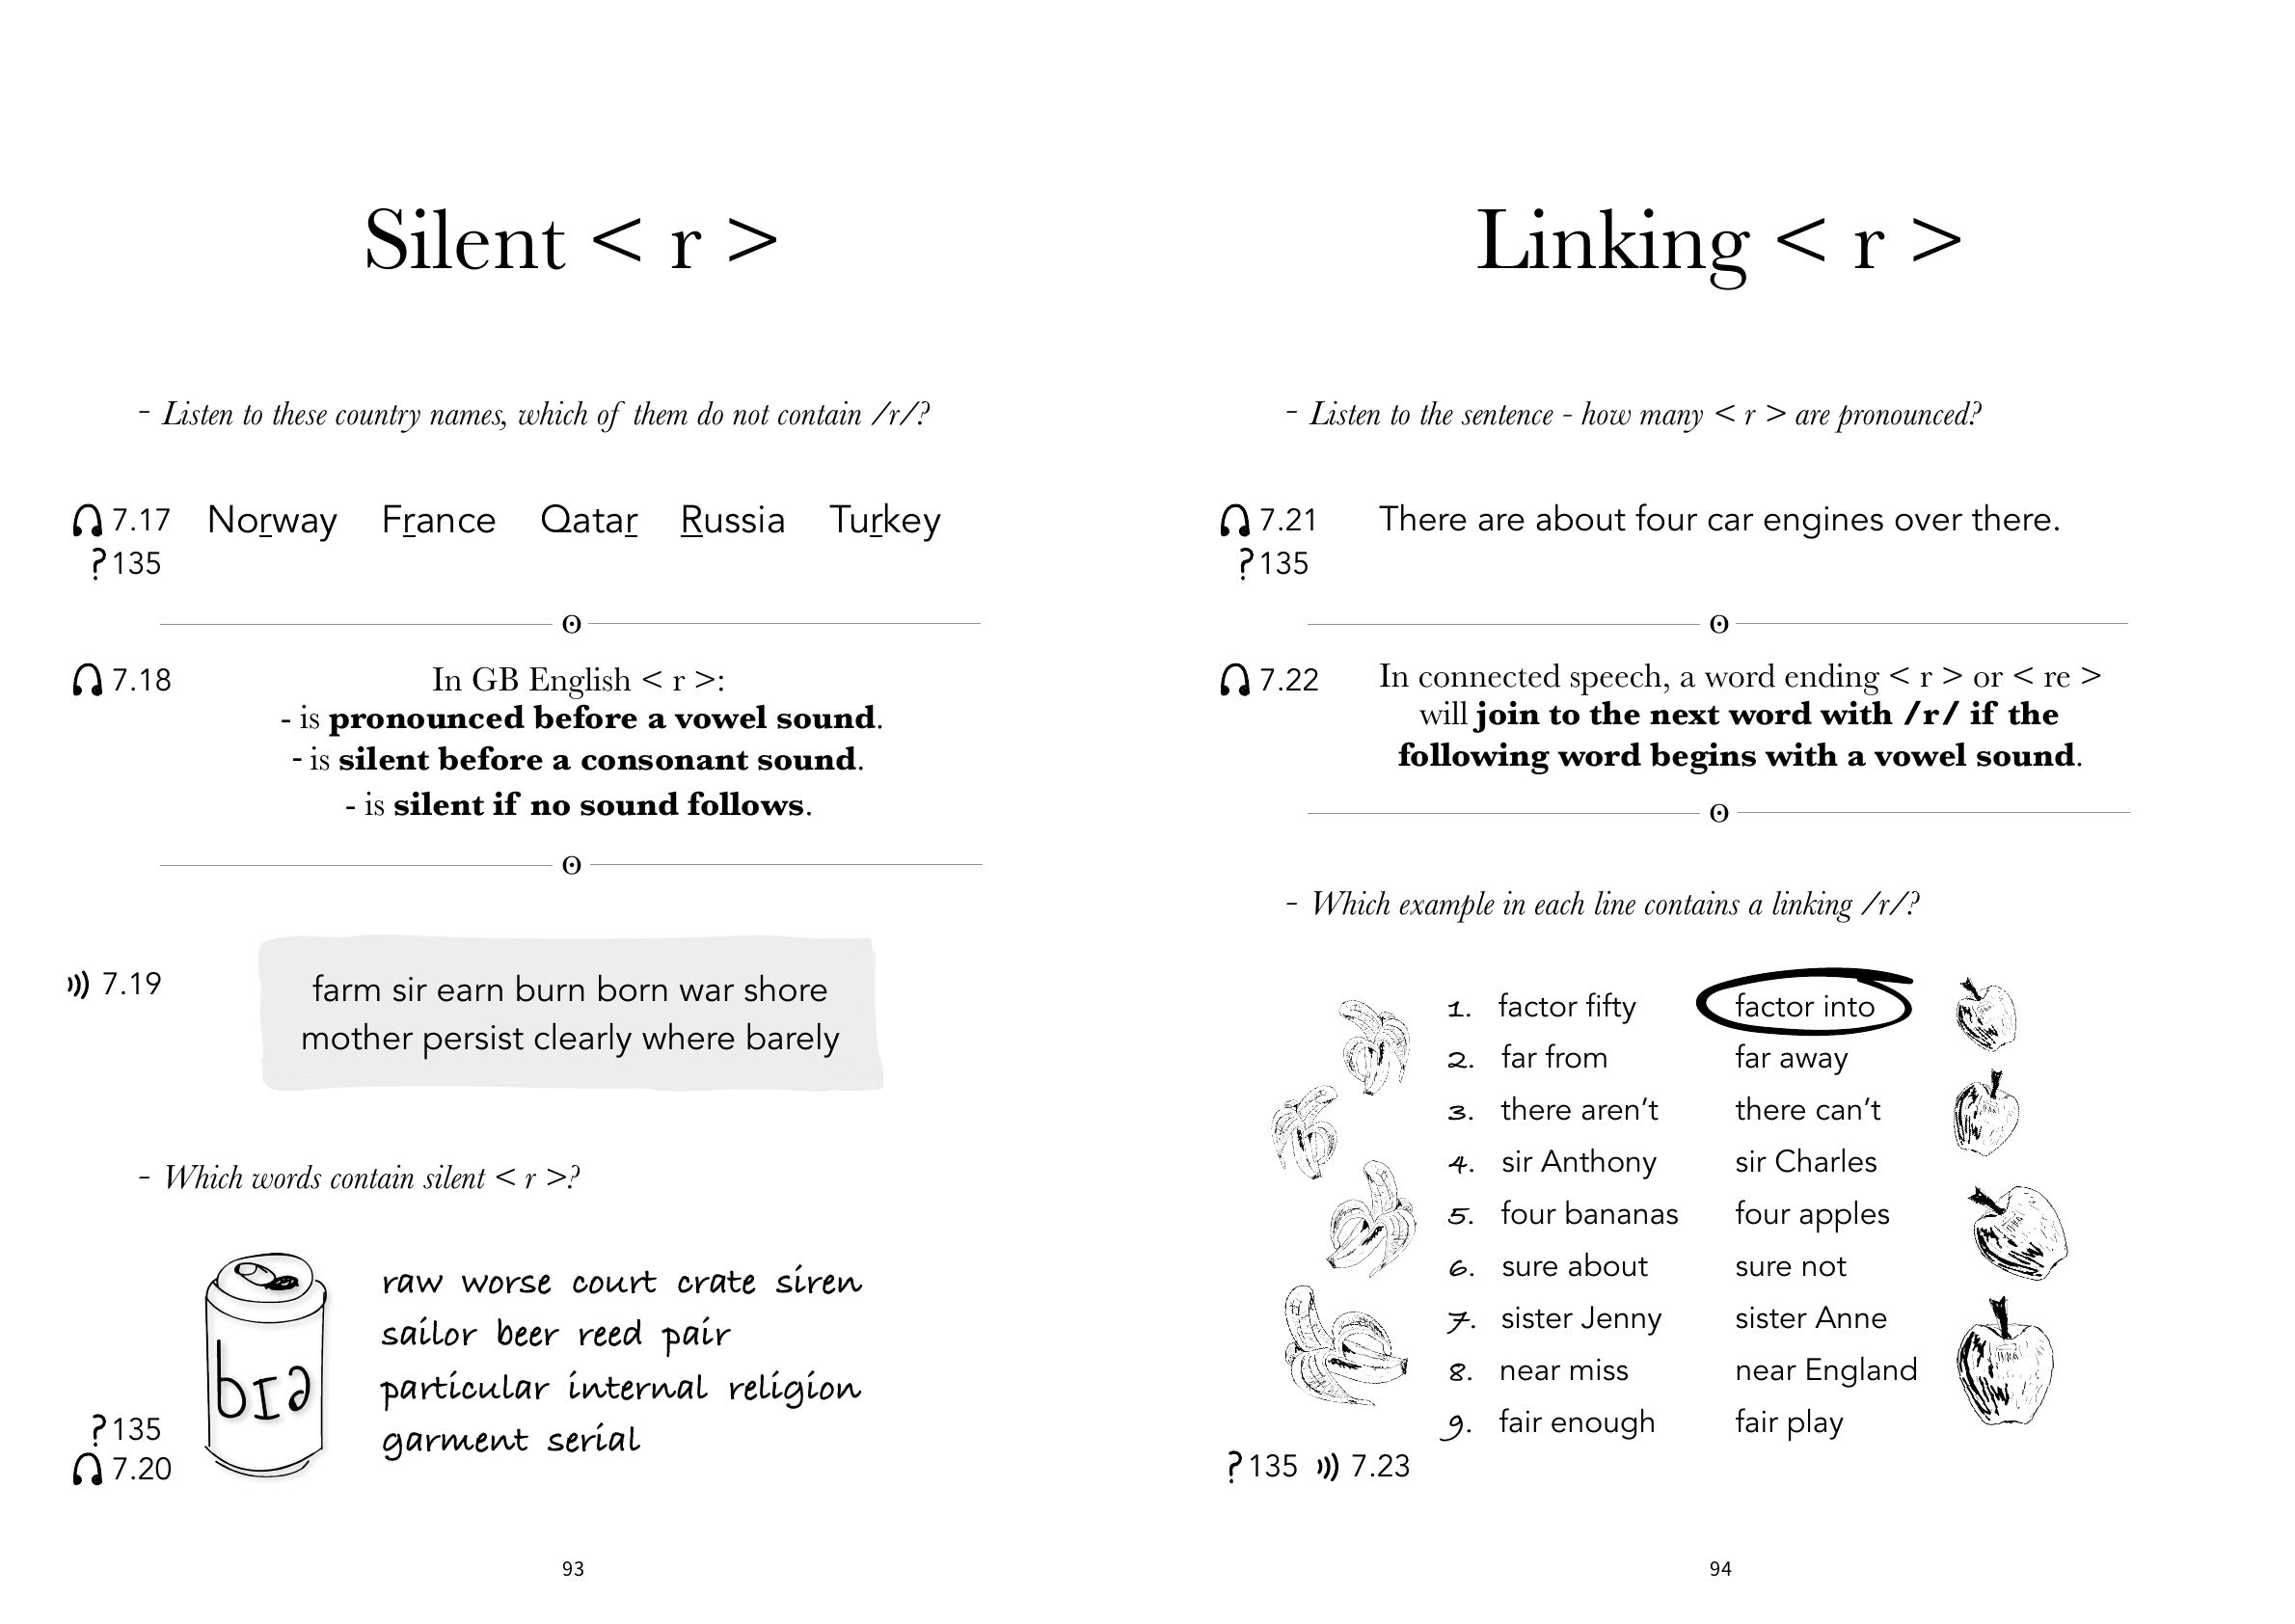 Silent < r >
- Listen to these country names, which of them do not contain /r/?
7.17 Norway France Qatar Russia Turkey
?135
7.18 In GB English < r >:
- is pronounced before a vowel sound.
- is silent before a consonant sound.
- is silent if no sound follows.
7.19 farm sir earn burn born war shore
mother persist clearly where barely
- Which words contain silent < r >?
raw worse court crate siren
sailor beer reed pair
particular internal religion
garment serial
bɪə
?135
7.20
93
Linking < r >
- Listen to the sentence - how many < r > are pronounced?
7.21 There are about four car engines over there.
?135
7.22 In connected speech, a word ending < r > or < re >
will join to the next word with /r/ if the
following word begins with a vowel sound.
- Which example in each line contains a linking /r/?
1. factor fifty factor into
2. far from far away
3. there aren't there can't
4. sir Anthony sir Charles
5. four bananas four apples
6. sure about sure not
7. sister Jenny sister Anne
8. near miss near England
9. fair enough fair play
?135 7.23
94